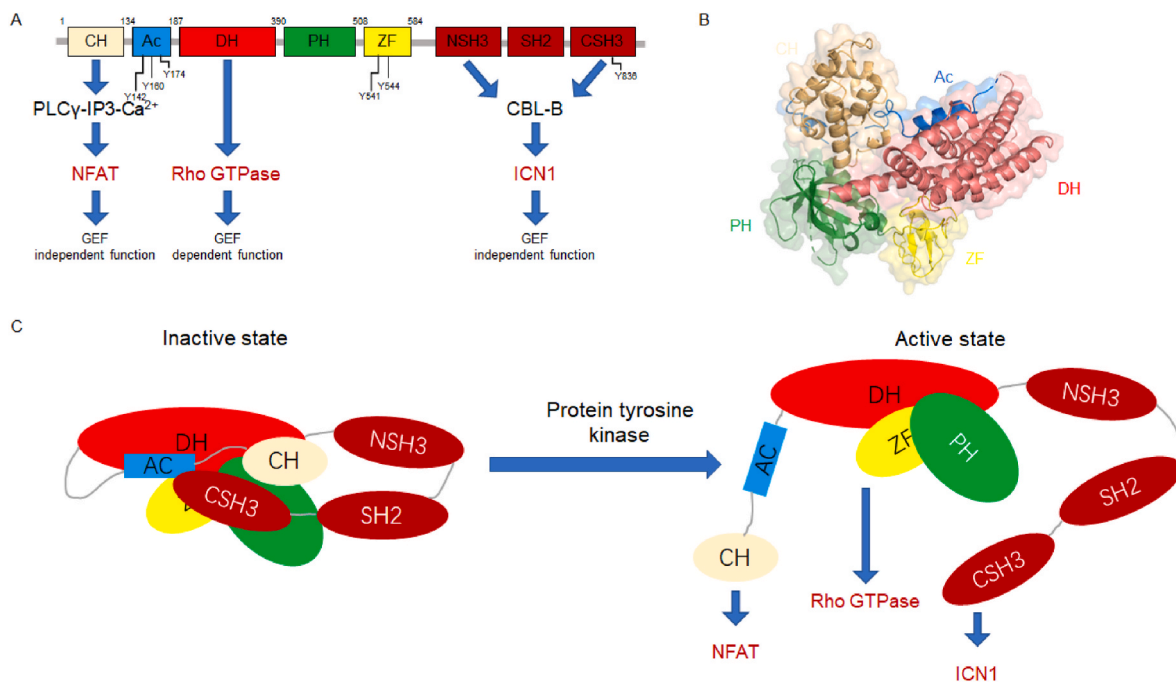 A
1 134 187 390 508 584
CH Ac DH PH ZF NSH3 SH2 CSH3
Y174
Y160
Y142
Y544
Y541
Y836
PLCγ-IP3-Ca2+
CBL-B
NFAT
Rho GTPase
ICN1
GEF
independent function
GEF
dependent function
GEF
independent function
B
CH
Ac
DH
PH
ZF
C
Inactive state
DH
AC
CH
NSH3
CSH3
SH2
Protein tyrosine
kinase
Active state
DH
NSH3
ZF
PH
AC
SH2
CH
CSH3
Rho GTPase
NFAT
ICN1